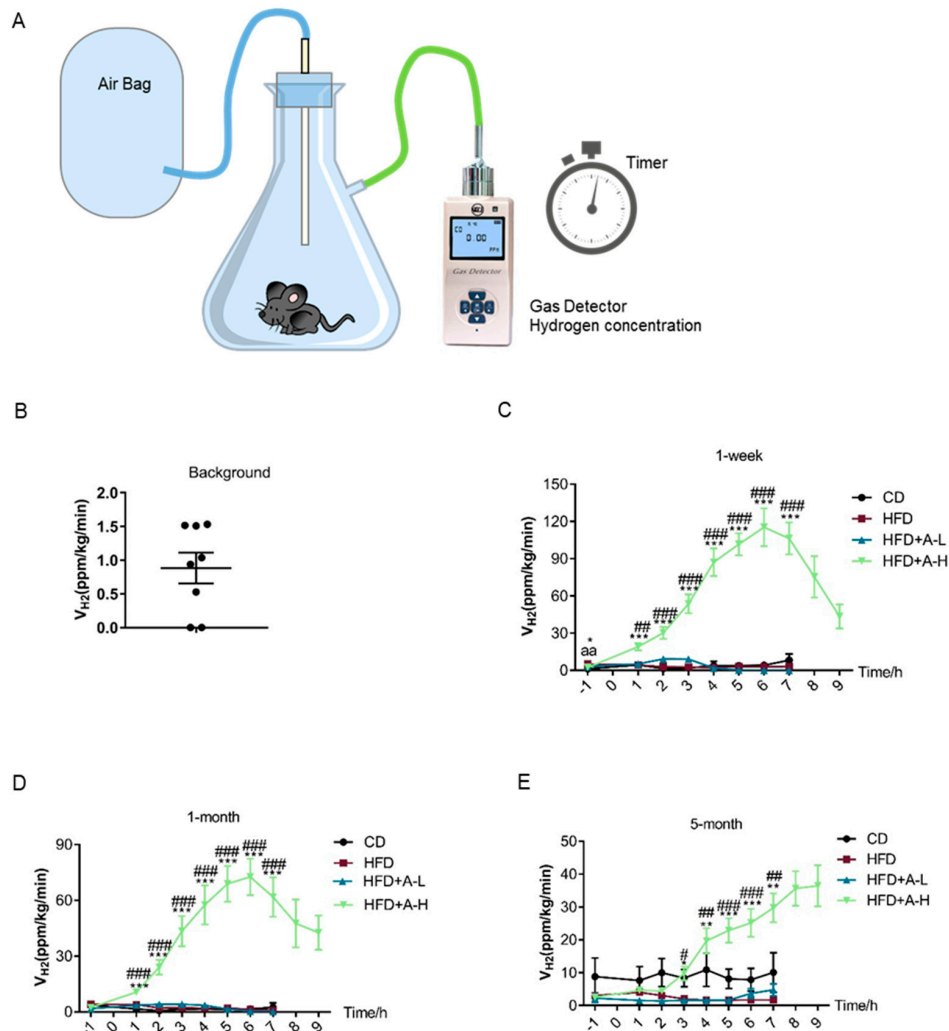 A
Air Bag
Timer
0.00
PPM
Gas Detector
Gas Detector
Hydrogen concentration
B
Background
V_H2(ppm/kg/min)
2.0
1.5
1.0
0.5
0.0
C
1-week
V_H2(ppm/kg/min)
150
120
90
60
30
0
*
aa
##
***
###
***
###
***
###
***
###
***
###
***
###
***
-1 0 1 2 3 4 5 6 7 8 9
Time/h
CD
HFD
HFD+A-L
HFD+A-H
D
1-month
V_H2(ppm/kg/min)
90
60
30
0
###
***
###
***
###
***
###
***
###
***
###
***
###
***
-1 0 1 2 3 4 5 6 7 8 9
Time/h
CD
HFD
HFD+A-L
HFD+A-H
E
5-month
V_H2(ppm/kg/min)
50
40
30
20
10
0
#
*
##
**
###
***
###
***
##
**
-1 0 1 2 3 4 5 6 7 8 9
Time/h
CD
HFD
HFD+A-L
HFD+A-H